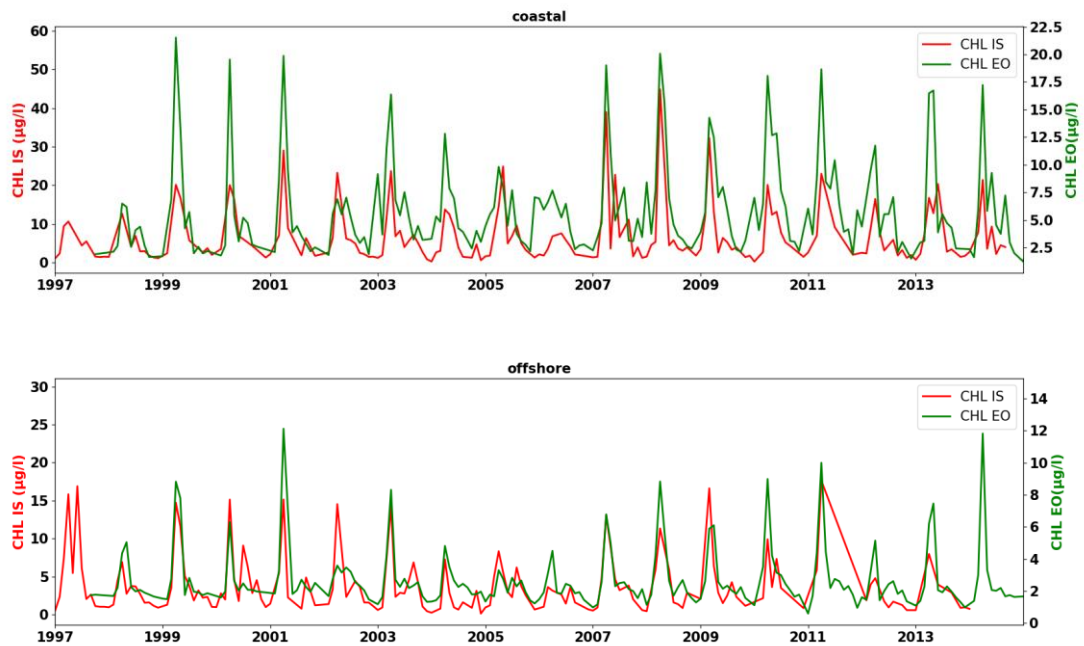 coastal
CHL IS (µg/l)
60
50
40
30
20
10
0
CHL IS
CHL EO
22.5
20.0
17.5
15.0
12.5
10.0
7.5
5.0
2.5
CHL EO (µg/l)
1997 1999 2001 2003 2005 2007 2009 2011 2013
offshore
CHL IS (µg/l)
30
25
20
15
10
5
0
CHL IS
CHL EO
14
12
10
8
6
4
2
0
CHL EO(µg/l)
1997 1999 2001 2003 2005 2007 2009 2011 2013